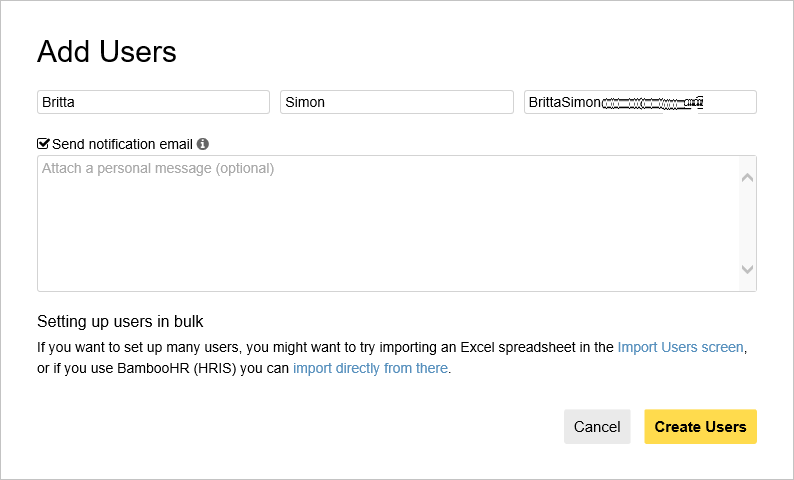 Add Users
Britta Simon BrittaSimon
Send notification email
Attach a personal message (optional)
Setting up users in bulk
If you want to set up many users, you might want to try importing an Excel spreadsheet in the Import Users screen,
or if you use BambooHR (HRIS) you can import directly from there.
Cancel Create Users